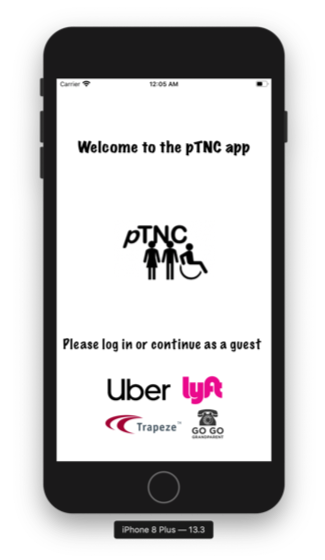 Carrier 12:05 AM
Welcome to the pTNC app
pTNC
Please log in or continue as a guest
Uber lyft
Trapeze™ GO GO
GRANDPARENT
iPhone 8 Plus — 13.3